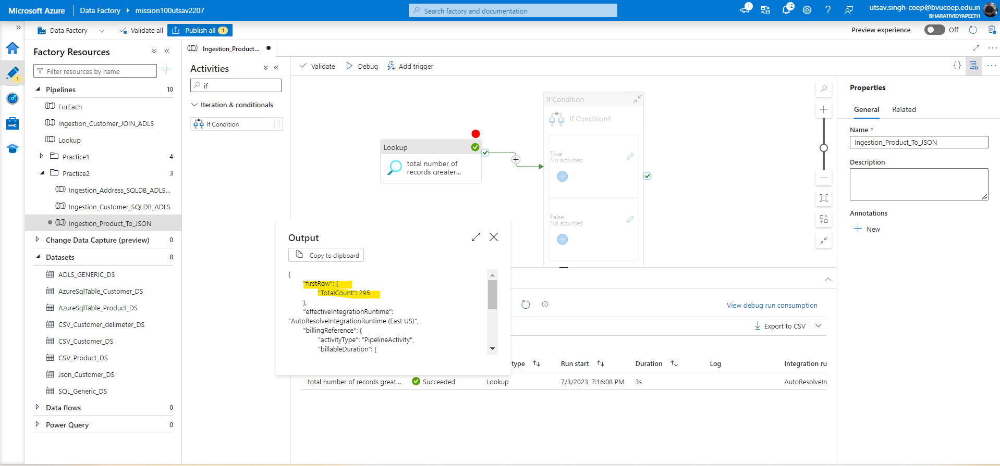 Microsoft Azure
Data Factory
mission100utsav2207
Search factory and documentation
1
12
utsav.singh-coep@bvucoep.edu.in
BHARATIVIDYAPEETH
Data Factory
Validate all
Publish all 1
Preview experience
Off
1
Factory Resources
Filter resources by name
Pipelines 10
ForEach
Ingestion_Customer_JOIN_ADLS
Lookup
Practice1 4
Practice2 3
Ingestion_Address_SQLDB_ADLS...
Ingestion_Customer_SQLDB_ADLS
Ingestion_Product_To_JSON
Change Data Capture (preview) 0
Datasets 8
ADLS_GENERIC_DS
AzureSqlTable_Customer_DS
AzureSqlTable_Product_DS
CSV_Customer_delimeter_DS
CSV_Customer_DS
CSV_Product_DS
Json_Customer_DS
SQL_Generic_DS
Data flows 0
Power Query 0
Ingestion_Product...
Activities
if
Iteration & conditionals
If Condition
Validate
Debug
Add trigger
Lookup
total number of
records greater...
If Condition
If Condition1
True
No activities
False
No activities
Output
Copy to clipboard
{
"firstRow": {
"TotalCount": 295
},
"effectiveIntegrationRuntime":
"AutoResolveIntegrationRuntime (East US)",
"billingReference": {
"activityType": "PipelineActivity",
"billableDuration": [
View debug run consumption
Export to CSV
type
Run start
Duration
Log
Integration ru
total number of records great...
Succeeded
Lookup
7/3/2023, 7:16:08 PM
3s
AutoResolveIn
Properties
General
Related
Name *
Ingestion_Product_To_JSON
Description
Annotations
New